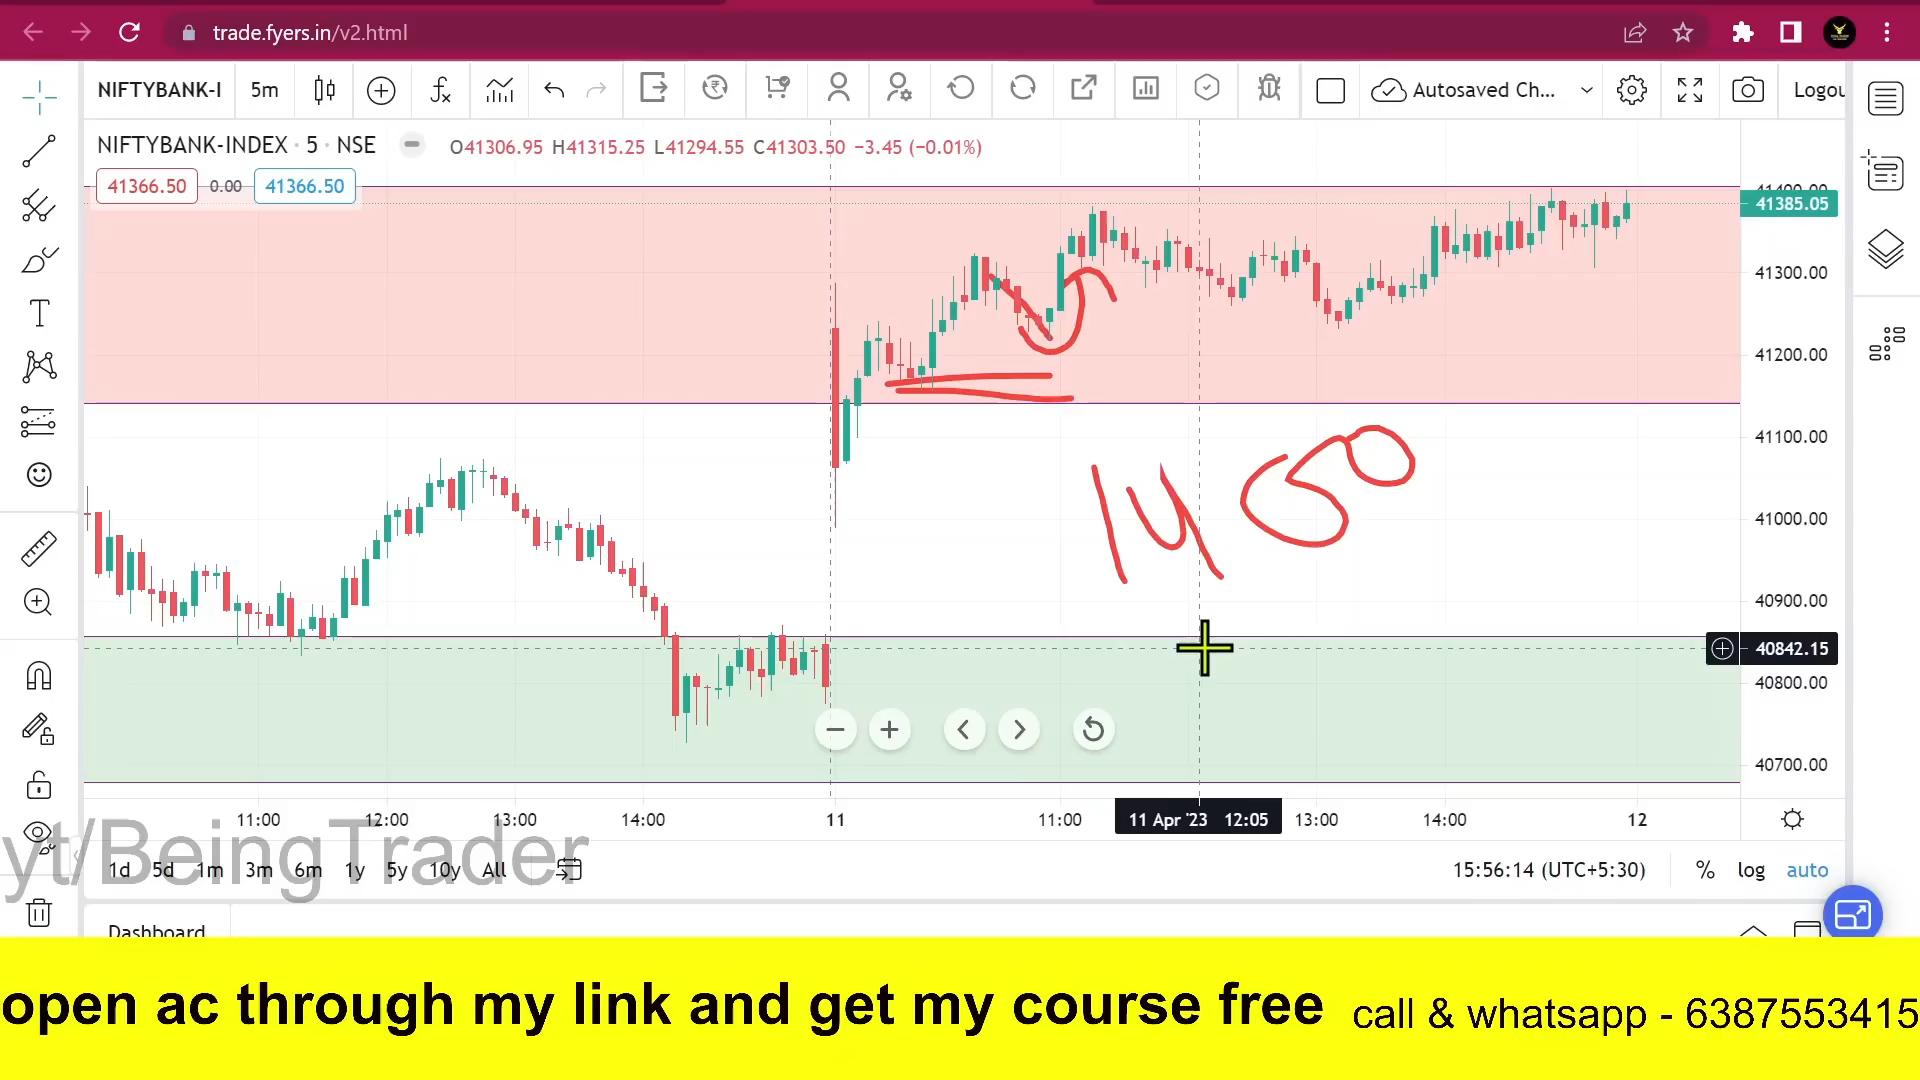 trade.fyers.in/v2.html
NIFTYBANK-I 5m Autosaved Ch... Logou
NIFTYBANK-INDEX · 5 · NSE O41306.95 H41315.25 L41294.55 C41303.50 −3.45 (−0.01%)
41366.50 0.00 41366.50
41400.00
41385.05
41300.00
41200.00
41100.00
1450
41000.00
40900.00
40842.15
40800.00
40700.00
11:00 12:00 13:00 14:00 11 11:00 11 Apr '23 12:05 13:00 14:00 12
yt/BeingTrader
1d 5d 1m 3m 6m 1y 5y 10y All 15:56:14 (UTC+5:30) % log auto
Dashboard
open ac through my link and get my course free call & whatsapp - 6387553415